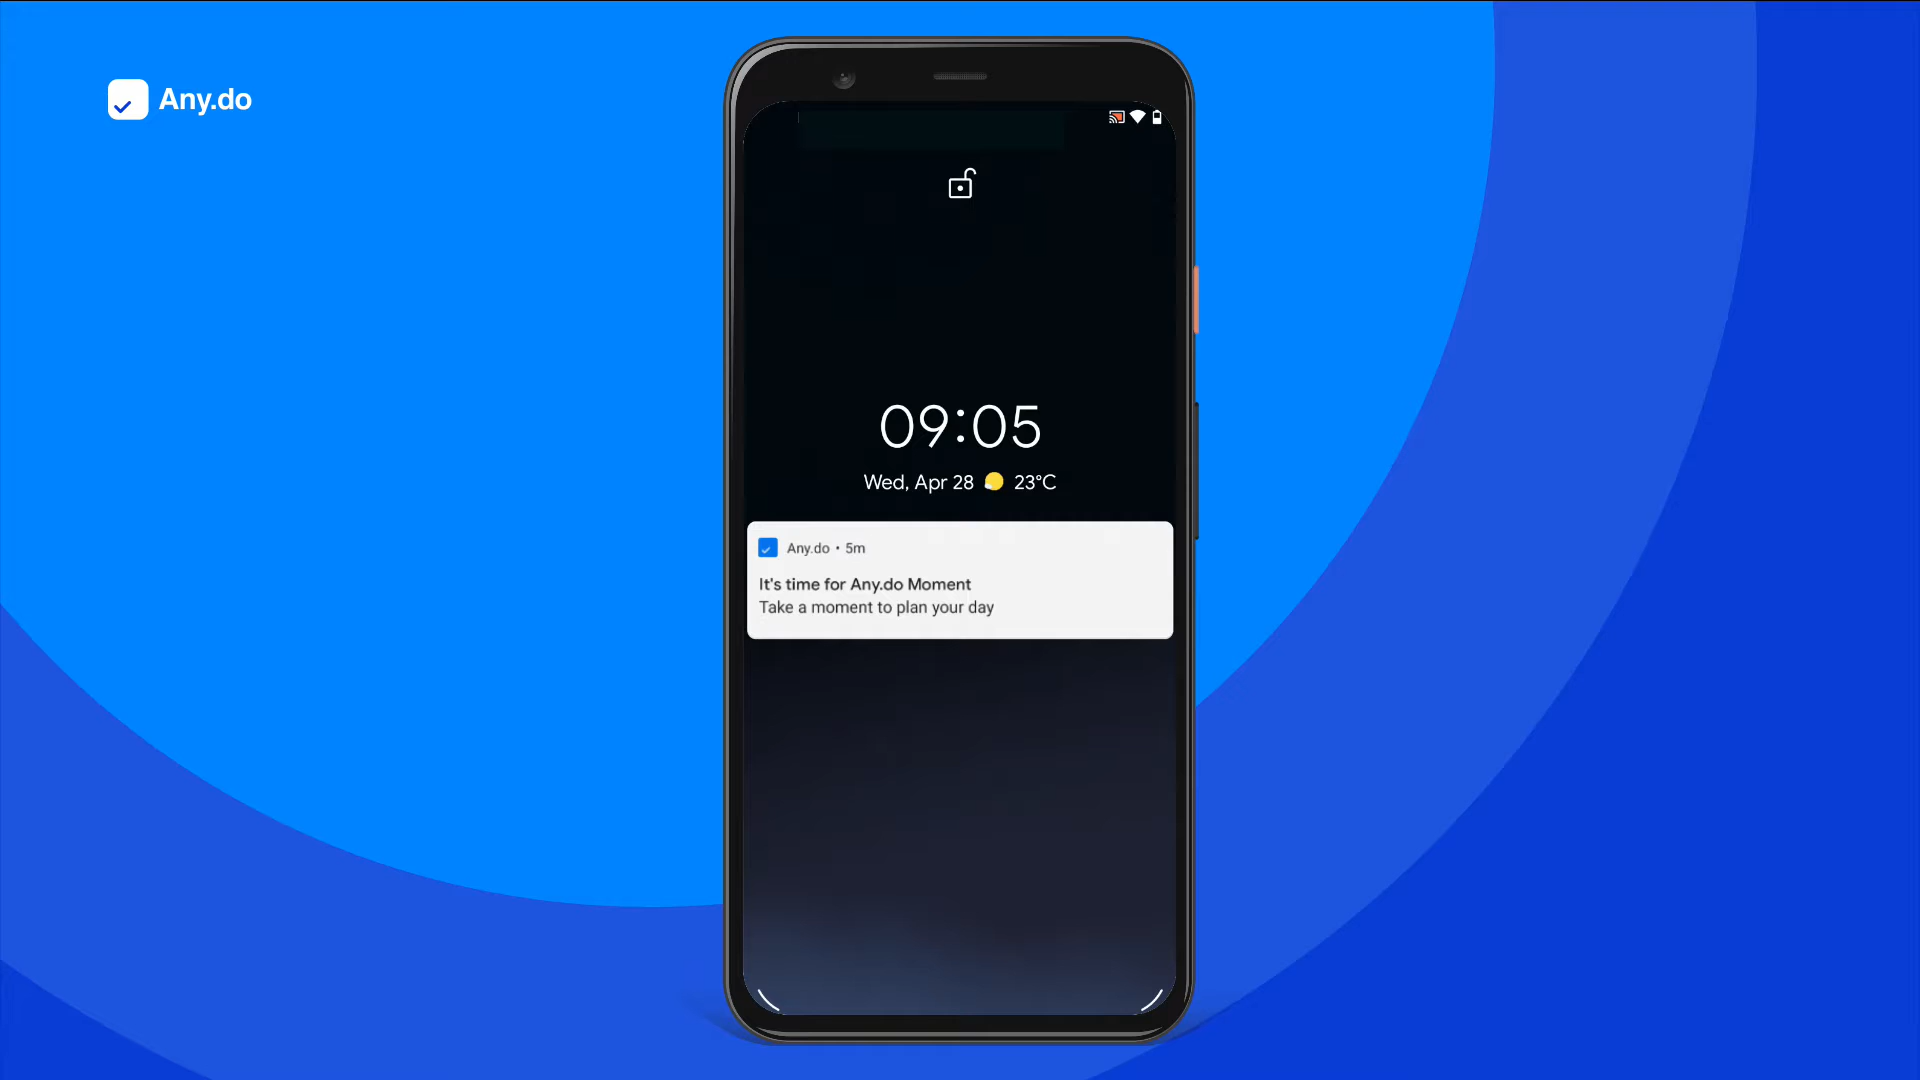 Any.do
09:05
Wed, Apr 28 23°C
Any.do • 5m
It's time for Any.do Moment
Take a moment to plan your day